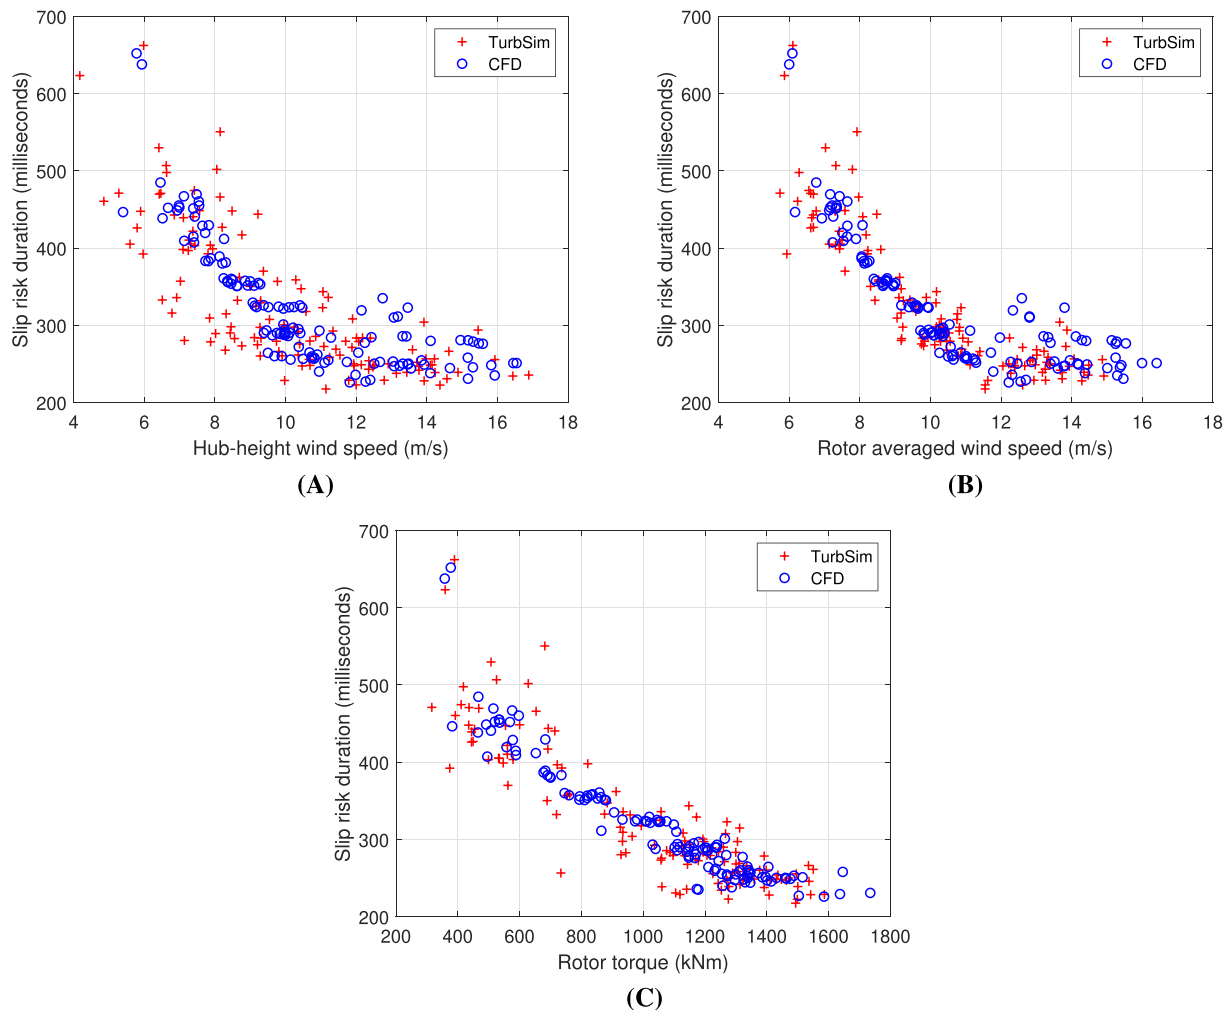 700
600
500
400
300
200
Slip risk duration (milliseconds)
TurbSim
CFD
4 6 8 10 12 14 16 18
Hub-height wind speed (m/s)
(A)
700
600
500
400
300
200
Slip risk duration (milliseconds)
TurbSim
CFD
4 6 8 10 12 14 16 18
Rotor averaged wind speed (m/s)
(B)
700
600
500
400
300
200
Slip risk duration (milliseconds)
TurbSim
CFD
200 400 600 800 1000 1200 1400 1600 1800
Rotor torque (kNm)
(C)